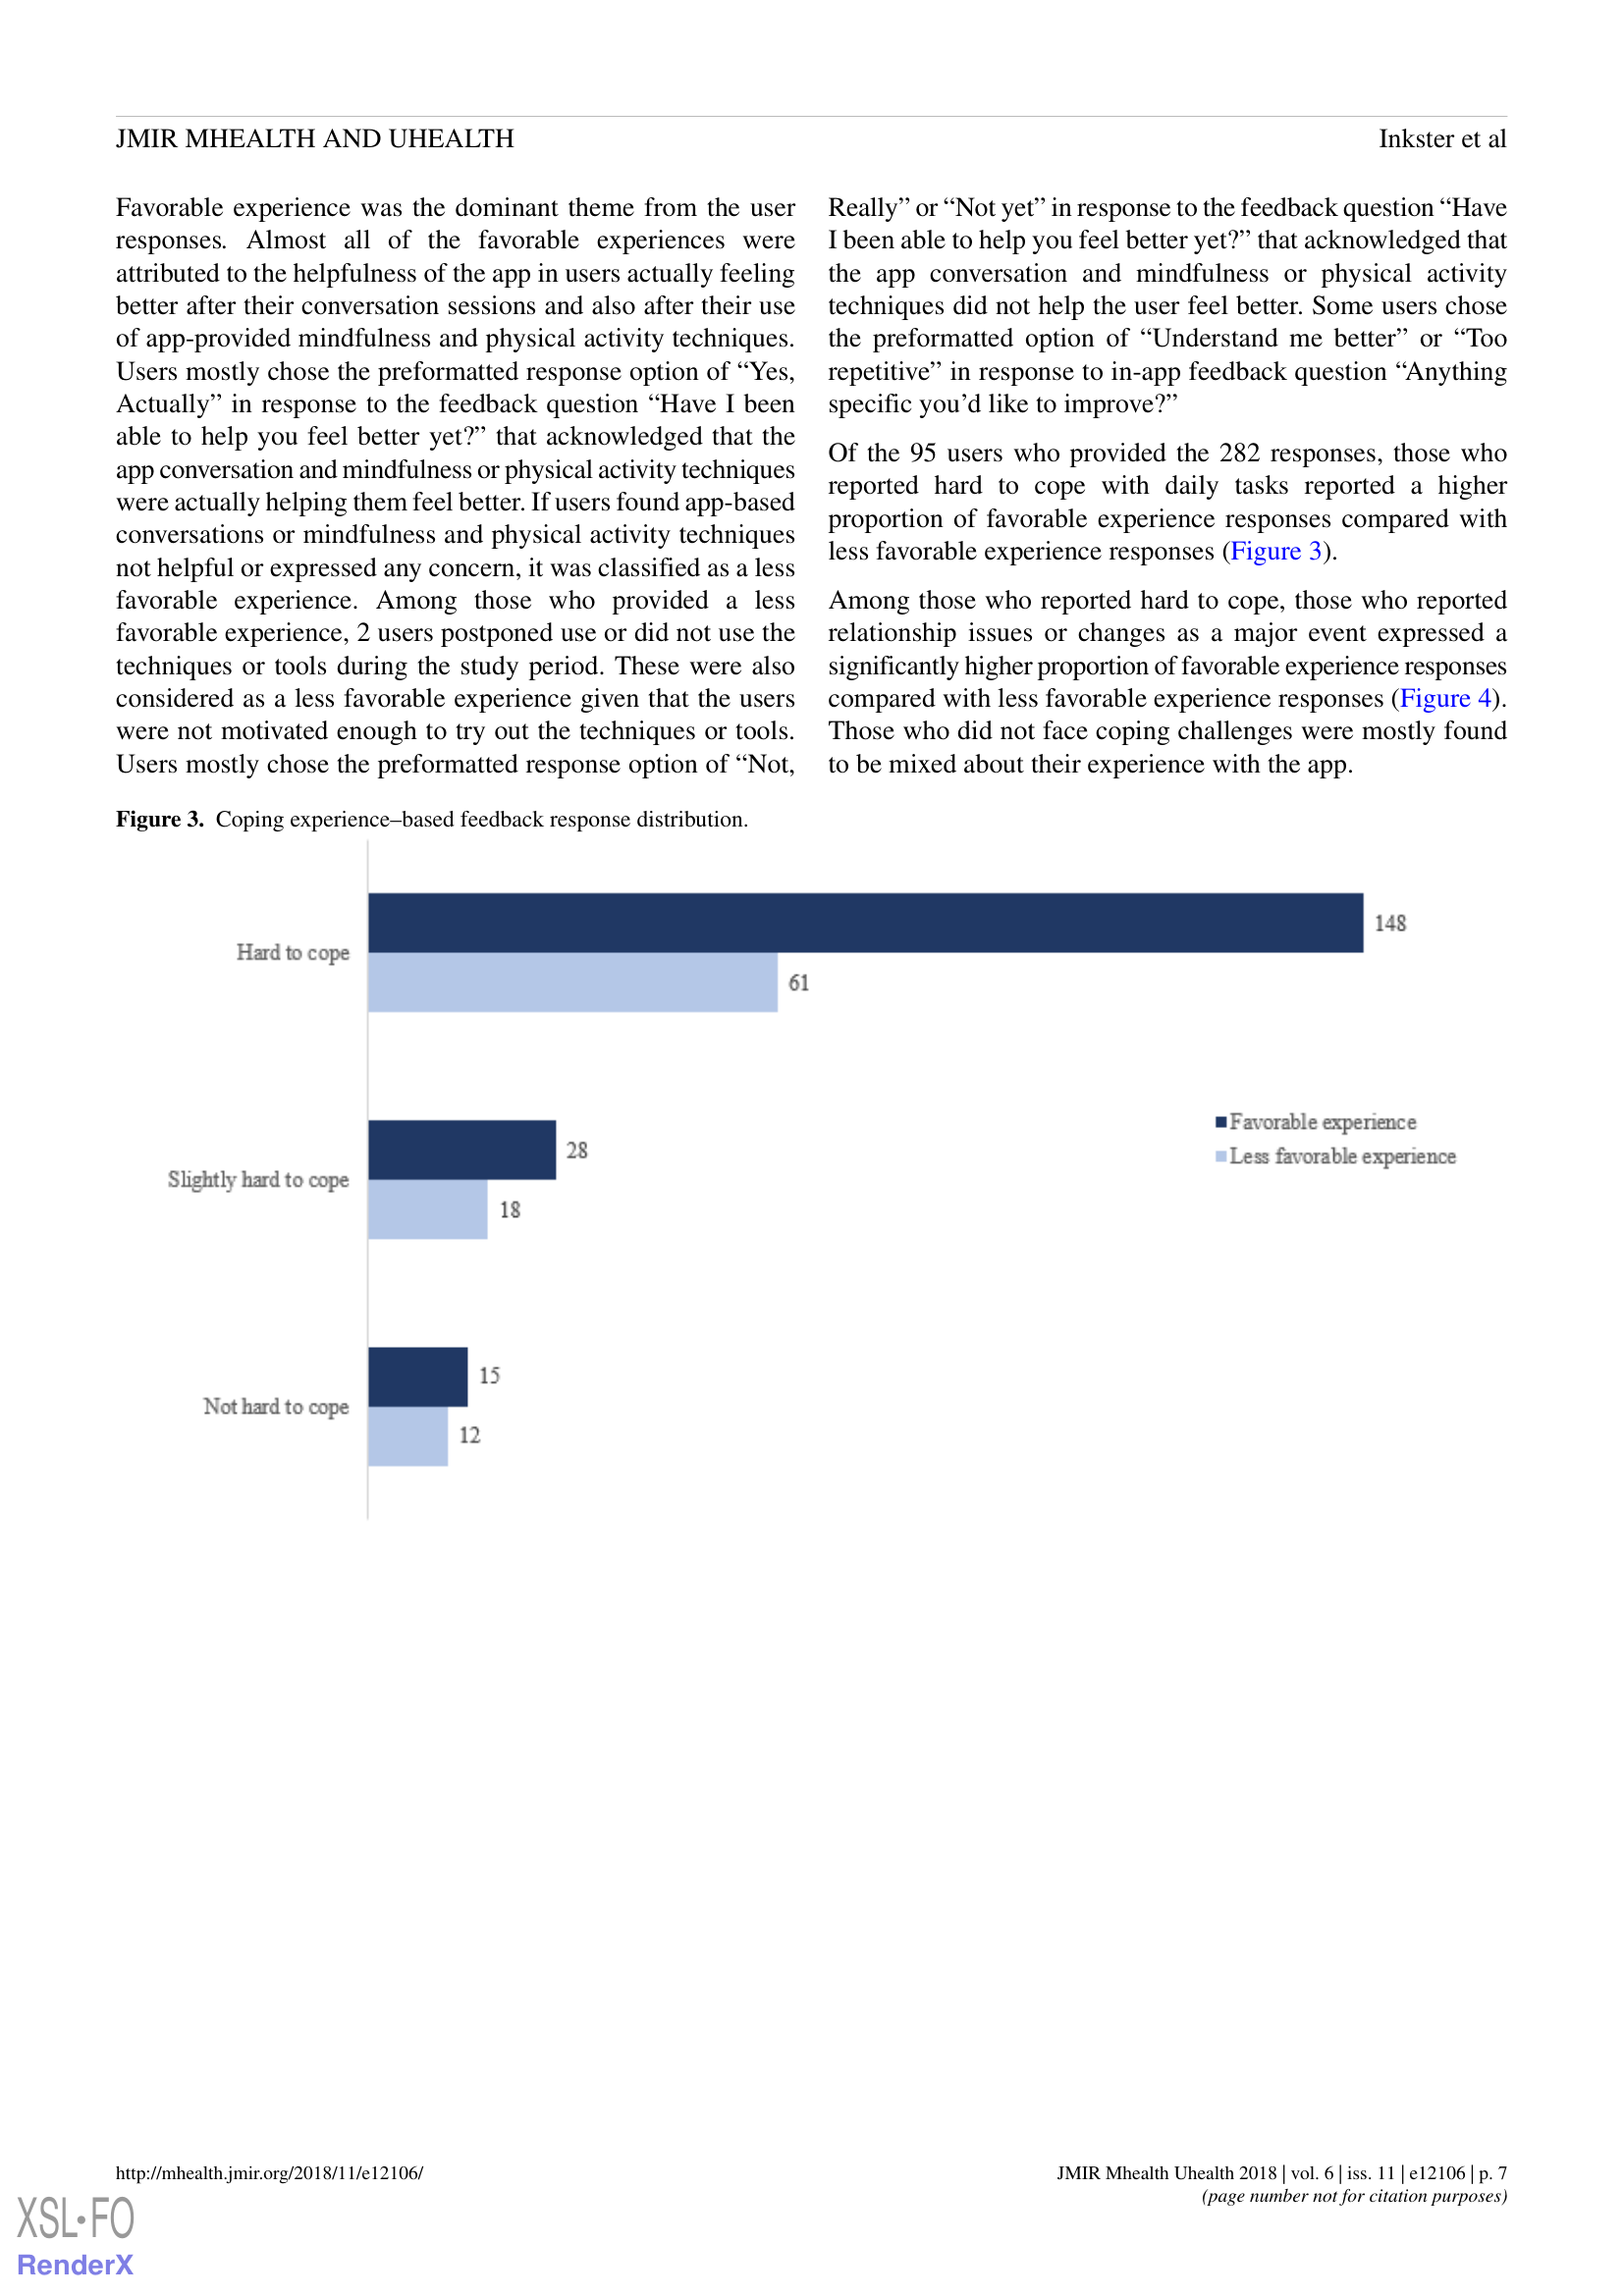 JMIR MHEALTH AND UHEALTH
Inkster et al
Favorable experience was the dominant theme from the user
responses. Almost all of the favorable experiences were
attributed to the helpfulness of the app in users actually feeling
better after their conversation sessions and also after their use
of app-provided mindfulness and physical activity techniques.
Users mostly chose the preformatted response option of “Yes,
Actually” in response to the feedback question “Have I been
able to help you feel better yet?” that acknowledged that the
app conversation and mindfulness or physical activity techniques
were actually helping them feel better. If users found app-based
conversations or mindfulness and physical activity techniques
not helpful or expressed any concern, it was classified as a less
favorable experience. Among those who provided a less
favorable experience, 2 users postponed use or did not use the
techniques or tools during the study period. These were also
considered as a less favorable experience given that the users
were not motivated enough to try out the techniques or tools.
Users mostly chose the preformatted response option of “Not,
Really” or “Not yet” in response to the feedback question “Have
I been able to help you feel better yet?” that acknowledged that
the app conversation and mindfulness or physical activity
techniques did not help the user feel better. Some users chose
the preformatted option of “Understand me better” or “Too
repetitive” in response to in-app feedback question “Anything
specific you’d like to improve?”
Of the 95 users who provided the 282 responses, those who
reported hard to cope with daily tasks reported a higher
proportion of favorable experience responses compared with
less favorable experience responses (Figure 3).
Among those who reported hard to cope, those who reported
relationship issues or changes as a major event expressed a
significantly higher proportion of favorable experience responses
compared with less favorable experience responses (Figure 4).
Those who did not face coping challenges were mostly found
to be mixed about their experience with the app.
Figure 3. Coping experience–based feedback response distribution.
148
Hard to cope
61
Favorable experience
28
Less favorable experience
Slightly hard to cope
18
15
Not hard to cope
12
http://mhealth.jmir.org/2018/11/e12106/
JMIR Mhealth Uhealth 2018 | vol. 6 | iss. 11 | e12106 | p. 7
(page number not for citation purposes)
XSL•FO
RenderX